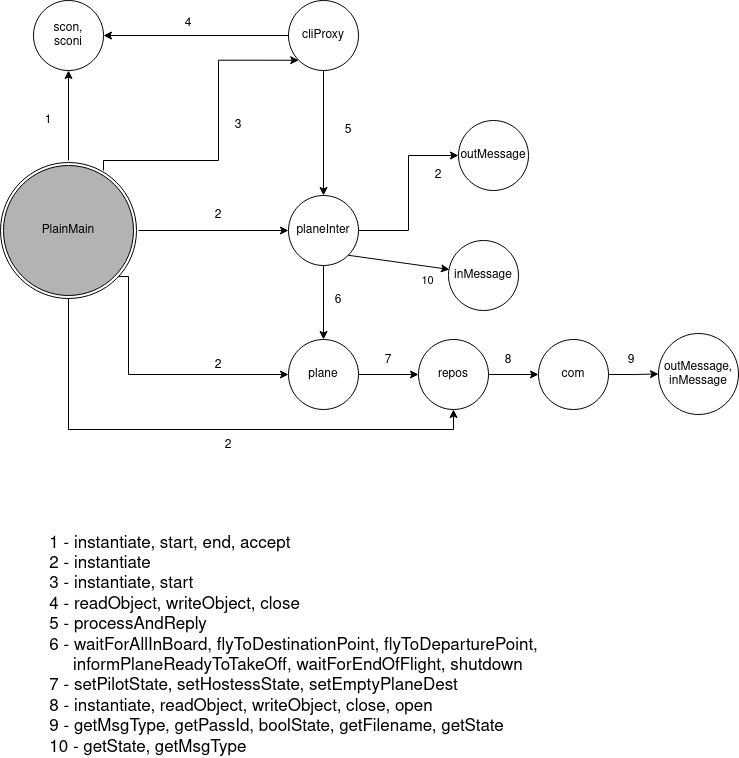 scon,
sconi
4
cliProxy
1
3
5
outMessage
2
PlainMain
2
planeInter
inMessage
10
6
2
plane
7
repos
8
com
9
outMessage,
inMessage
2
1 - instantiate, start, end, accept
2 - instantiate
3 - instantiate, start
4 - readObject, writeObject, close
5 - processAndReply
6 - waitForAllInBoard, flyToDestinationPoint, flyToDeparturePoint,
informPlaneReadyToTakeOff, waitForEndOfFlight, shutdown
7 - setPilotState, setHostessState, setEmptyPlaneDest
8 - instantiate, readObject, writeObject, close, open
9 - getMsgType, getPassId, boolState, getFilename, getState
10 - getState, getMsgType